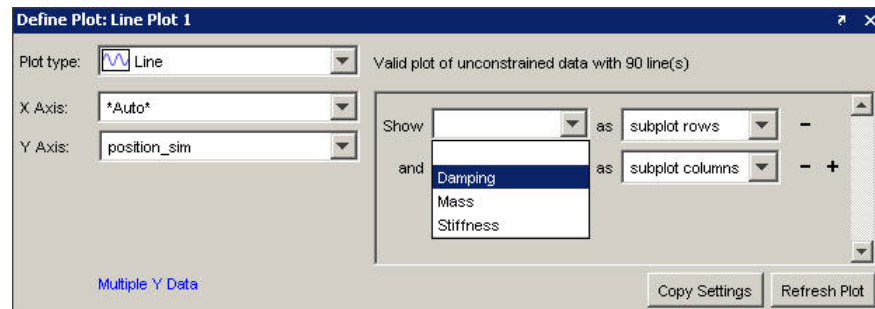 Define Plot: Line Plot 1
Plot type: Line
Valid plot of unconstrained data with 90 line(s)
X Axis: *Auto*
Y Axis: position_sim
Show as subplot rows - 
and as subplot columns - +
Damping
Mass
Stiffness
Multiple Y Data
Copy Settings Refresh Plot